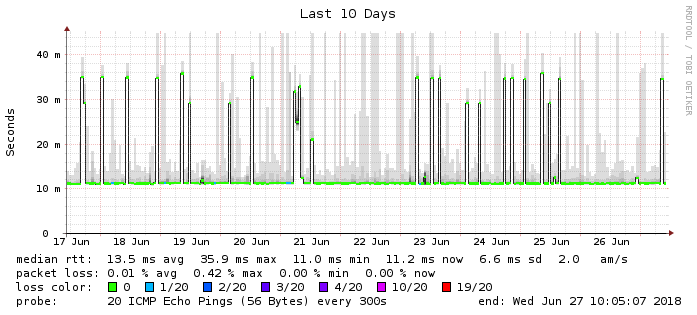 Last 10 Days
RRDTOOL / TOBI OETIKER
Seconds
40 m
30 m
20 m
10 m
0
17 Jun 18 Jun 19 Jun 20 Jun 21 Jun 22 Jun 23 Jun 24 Jun 25 Jun 26 Jun
median rtt: 13.5 ms avg 35.9 ms max 11.0 ms min 11.2 ms now 6.6 ms sd 2.0 am/s
packet loss: 0.01 % avg 0.42 % max 0.00 % min 0.00 % now
loss color: 0 1/20 2/20 3/20 4/20 10/20 19/20
probe: 20 ICMP Echo Pings (56 Bytes) every 300s end: Wed Jun 27 10:05:07 2018